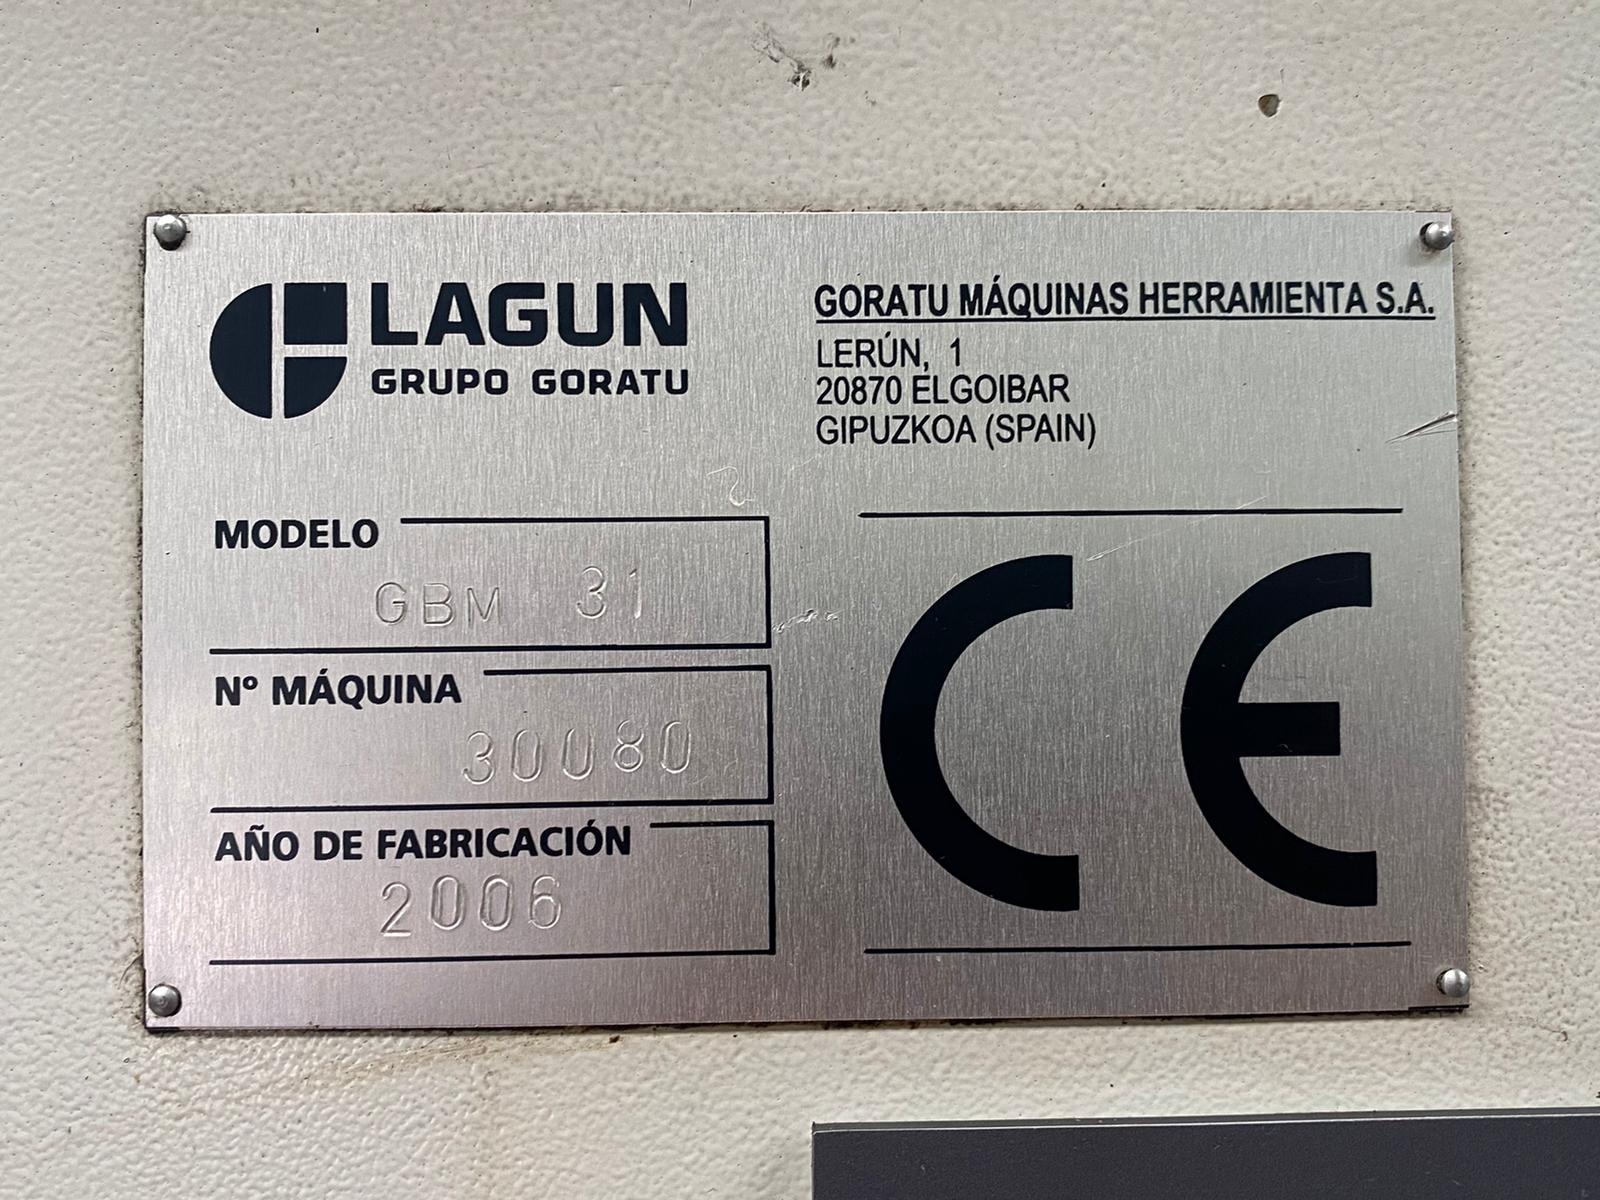 LAGUN
GRUPO GORATU
GORATU MÁQUINAS HERRAMIENTA S.A.
LERÚN, 1
20870 ELGOIBAR
GIPUZKOA (SPAIN)
MODELO
GBM 31
Nº MÁQUINA
30080
AÑO DE FABRICACIÓN
2006
CE